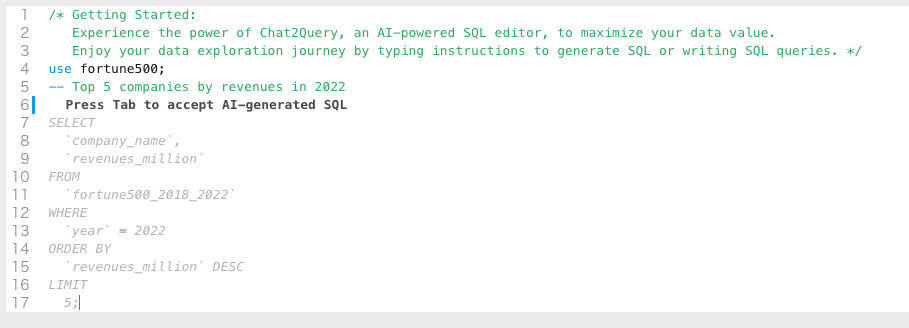 1 /* Getting Started:
2 Experience the power of Chat2Query, an AI-powered SQL editor, to maximize your data value.
3 Enjoy your data exploration journey by typing instructions to generate SQL or writing SQL queries. */
4 use fortune500;
5 -- Top 5 companies by revenues in 2022
6 Press Tab to accept AI-generated SQL
7 SELECT
8 `company_name`,
9 `revenues_million`
10 FROM
11 `fortune500_2018_2022`
12 WHERE
13 `year` = 2022
14 ORDER BY
15 `revenues_million` DESC
16 LIMIT
17 5;